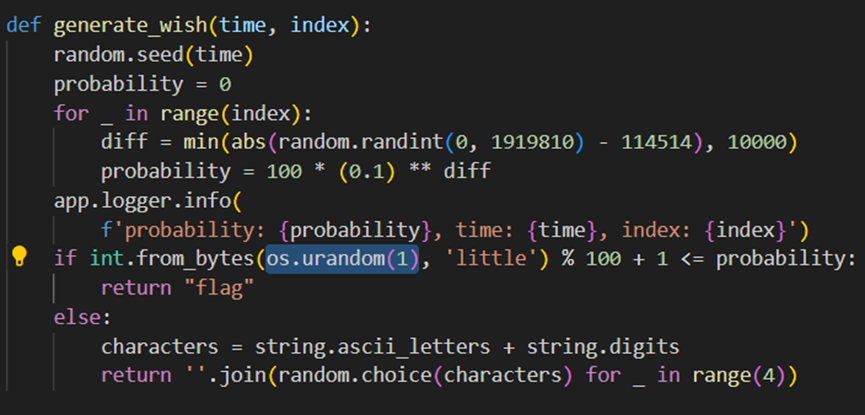 def generate_wish(time, index):
    random.seed(time)
    probability = 0
    for _ in range(index):
        diff = min(abs(random.randint(0, 1919810) - 114514), 10000)
        probability = 100 * (0.1) ** diff
    app.logger.info(
        f'probability: {probability}, time: {time}, index: {index}')
    if int.from_bytes(os.urandom(1), 'little') % 100 + 1 <= probability:
        return "flag"
    else:
        characters = string.ascii_letters + string.digits
        return ''.join(random.choice(characters) for _ in range(4))